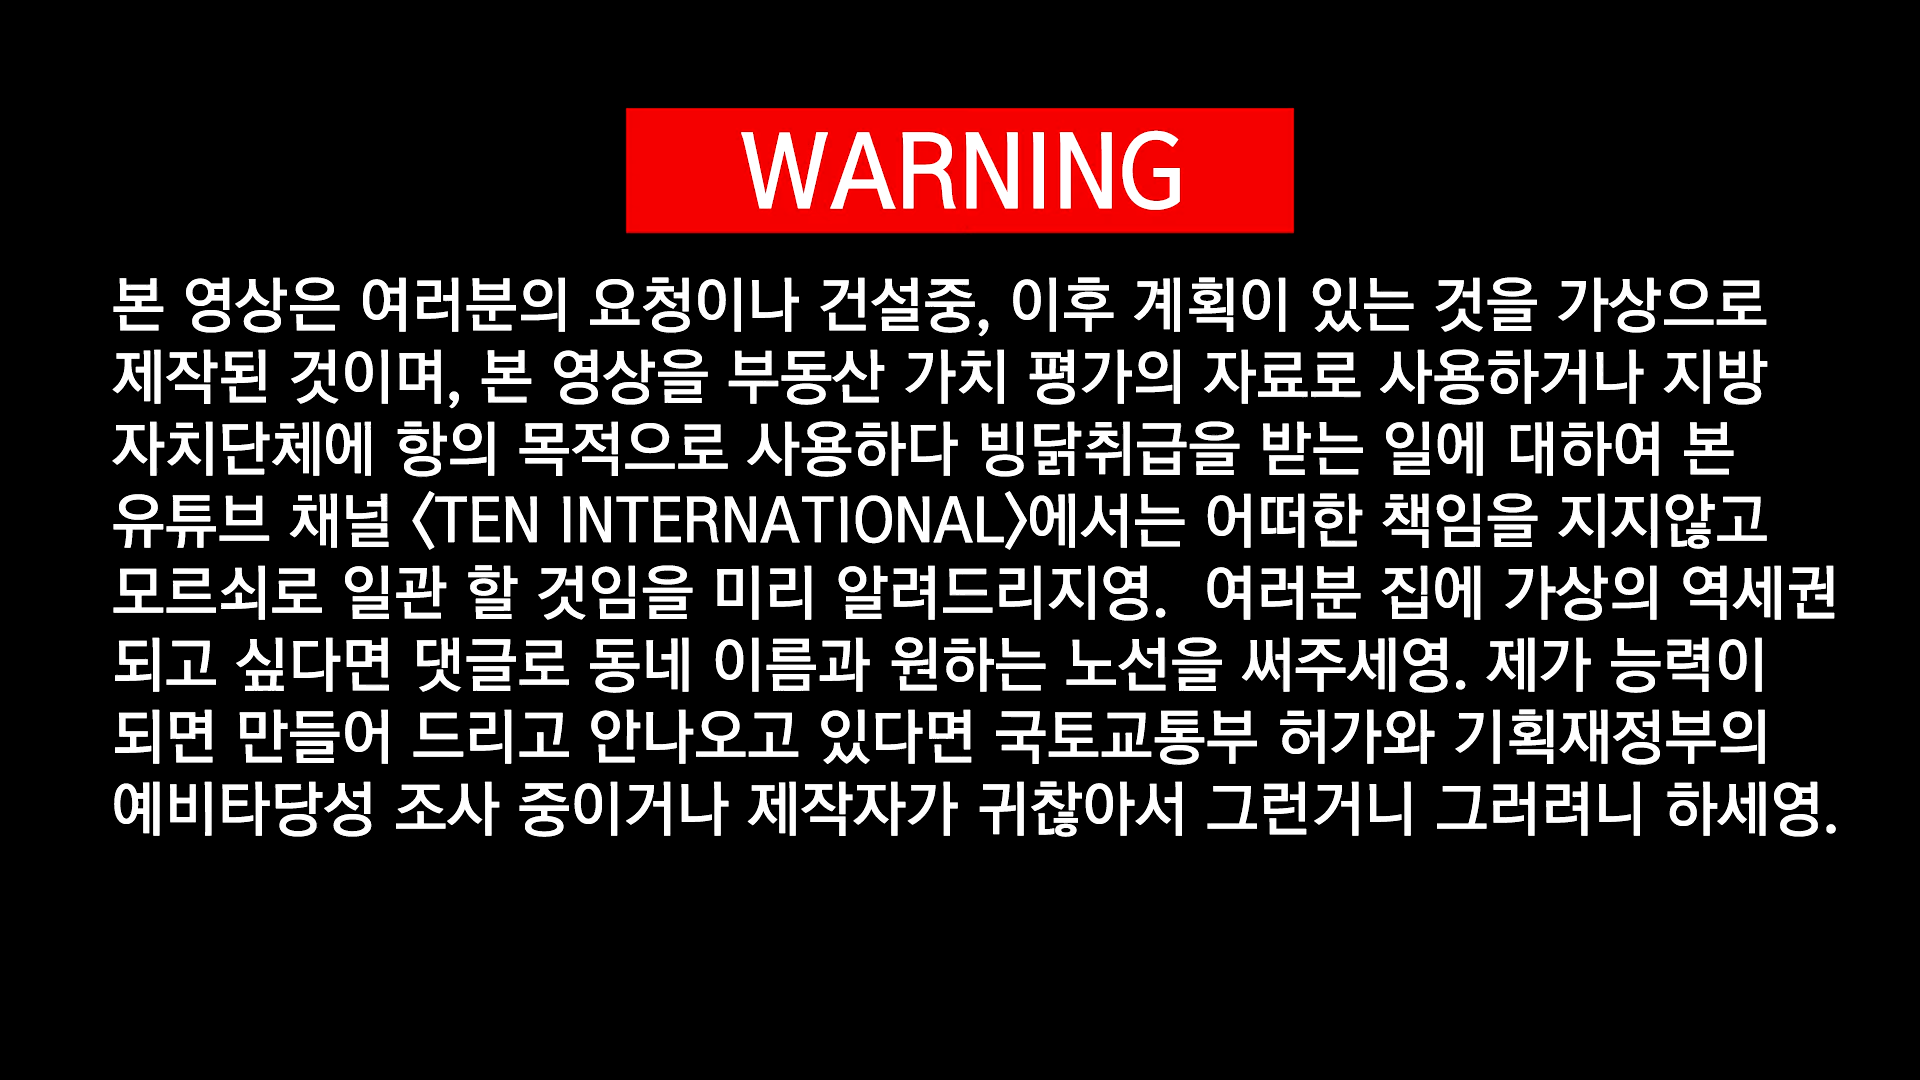 WARNING
본 영상은 여러분의 요청이나 건설중, 이후 계획이 있는 것을 가상으로
제작된 것이며, 본 영상을 부동산 가치 평가의 자료로 사용하거나 지방
자치단체에 항의 목적으로 사용하다 빙닭취급을 받는 일에 대하여 본
유튜브 채널 〈TEN INTERNATIONAL〉에서는 어떠한 책임을 지지않고
모르쇠로 일관 할 것임을 미리 알려드리지영.  여러분 집에 가상의 역세권
되고 싶다면 댓글로 동네 이름과 원하는 노선을 써주세영. 제가 능력이
되면 만들어 드리고 안나오고 있다면 국토교통부 허가와 기획재정부의
예비타당성 조사 중이거나 제작자가 귀찮아서 그런거니 그러려니 하세영.